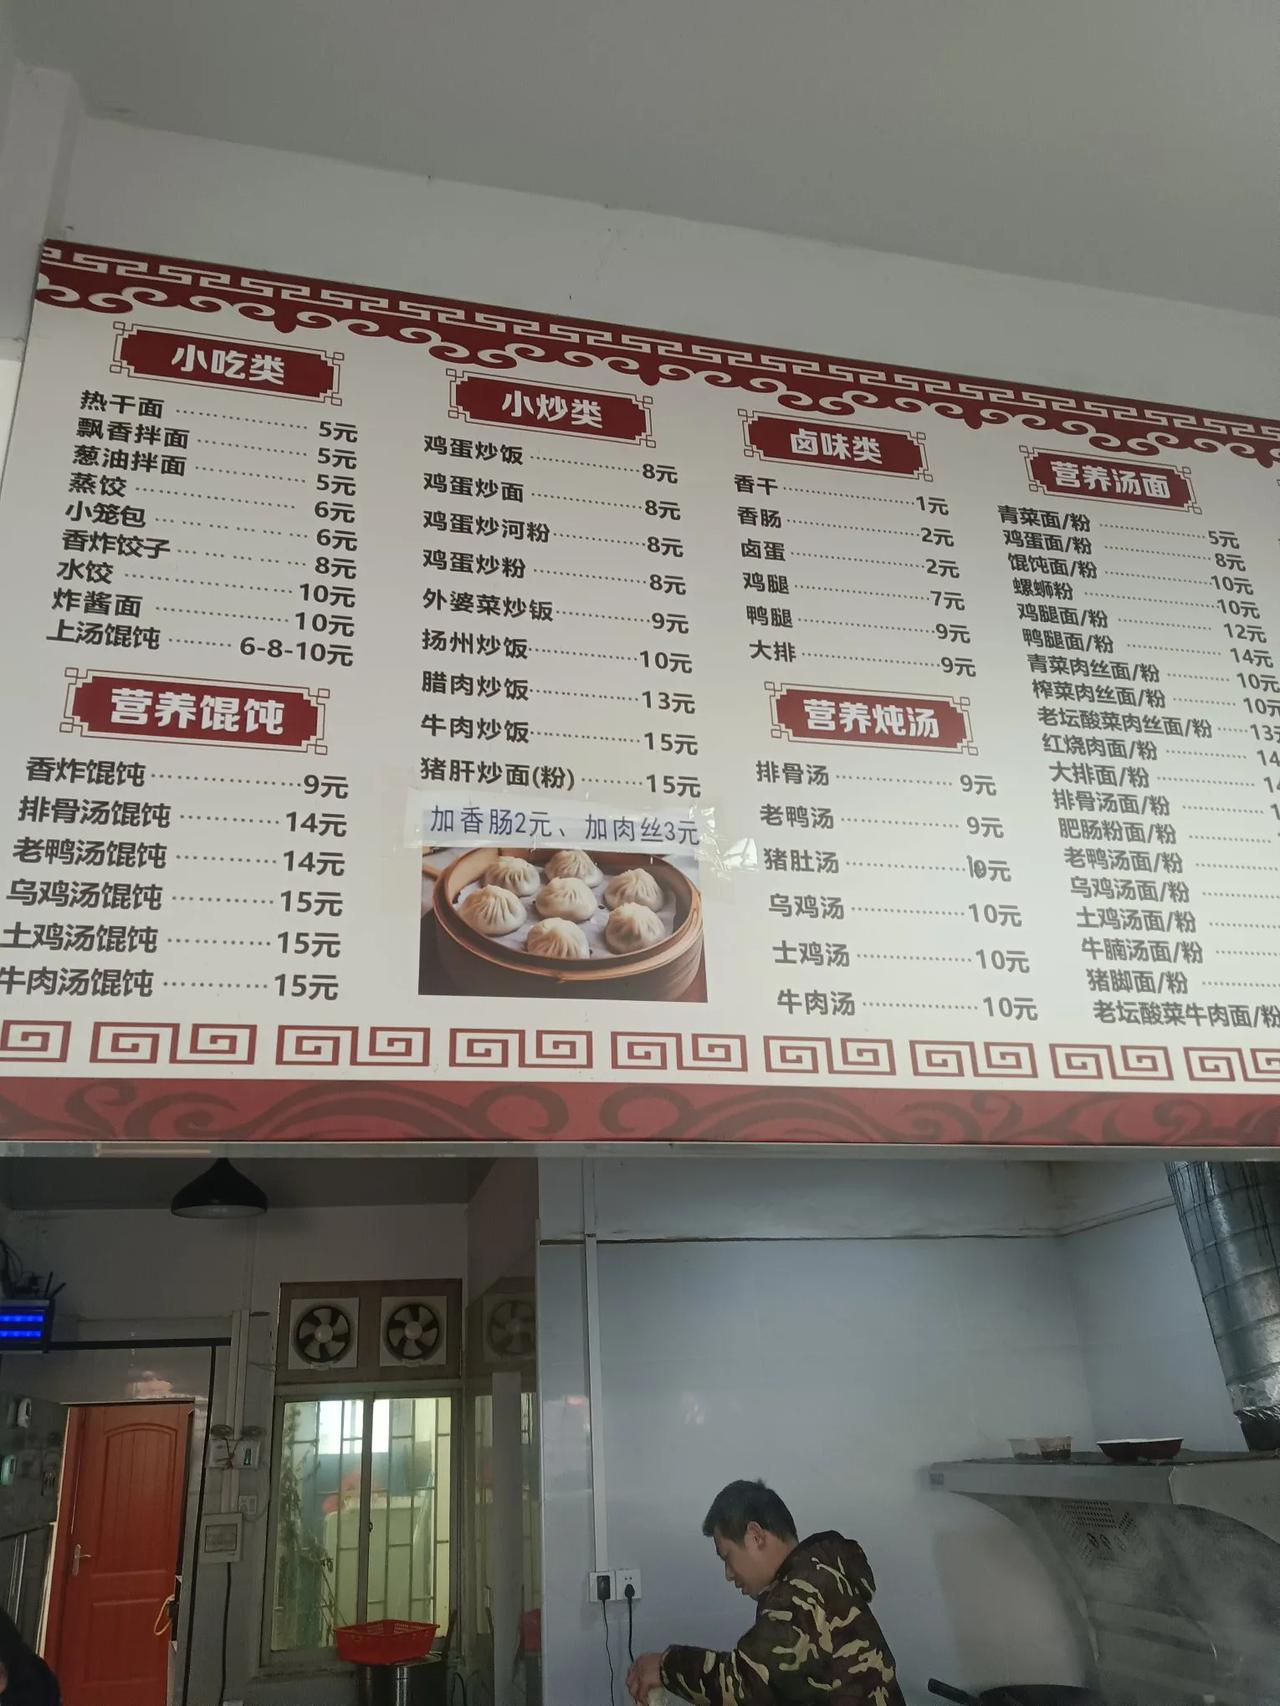 小吃类
热干面 5元
飘香拌面 5元
葱油拌面 5元
蒸饺 6元
小笼包 6元
香炸饺子 8元
水饺 10元
炸酱面 10元
上汤馄饨 6-8-10元
营养馄饨
香炸馄饨 9元
排骨汤馄饨 14元
老鸭汤馄饨 14元
乌鸡汤馄饨 15元
土鸡汤馄饨 15元
牛肉汤馄饨 15元
小炒类
鸡蛋炒饭 8元
鸡蛋炒面 8元
鸡蛋炒河粉 8元
鸡蛋炒粉 8元
外婆菜炒钣 9元
扬州炒饭 10元
腊肉炒饭 13元
牛肉炒饭 15元
猪肝炒面(粉) 15元
加香肠2元、加肉丝3元
卤味类
香干 1元
香肠 2元
卤蛋 2元
鸡腿 7元
鸭腿 9元
大排 9元
营养炖汤
排骨汤 9元
老鸭汤 9元
猪肚汤 10元
乌鸡汤 10元
土鸡汤 10元
牛肉汤 10元
营养汤面
青菜面/粉 5元
鸡蛋面/粉 8元
馄饨面/粉 10元
螺蛳粉 10元
鸡腿面/粉 12元
鸭腿面/粉 14元
青菜肉丝面/粉 10元
榨菜肉丝面/粉 10元
老坛酸菜肉丝面/粉 13元
红烧肉面/粉 14
大排面/粉 14
排骨汤面/粉
肥肠粉面/粉
老鸭汤面/粉
乌鸡汤面/粉
土鸡汤面/粉
牛腩汤面/粉
猪脚面/粉
老坛酸菜牛肉面/粉